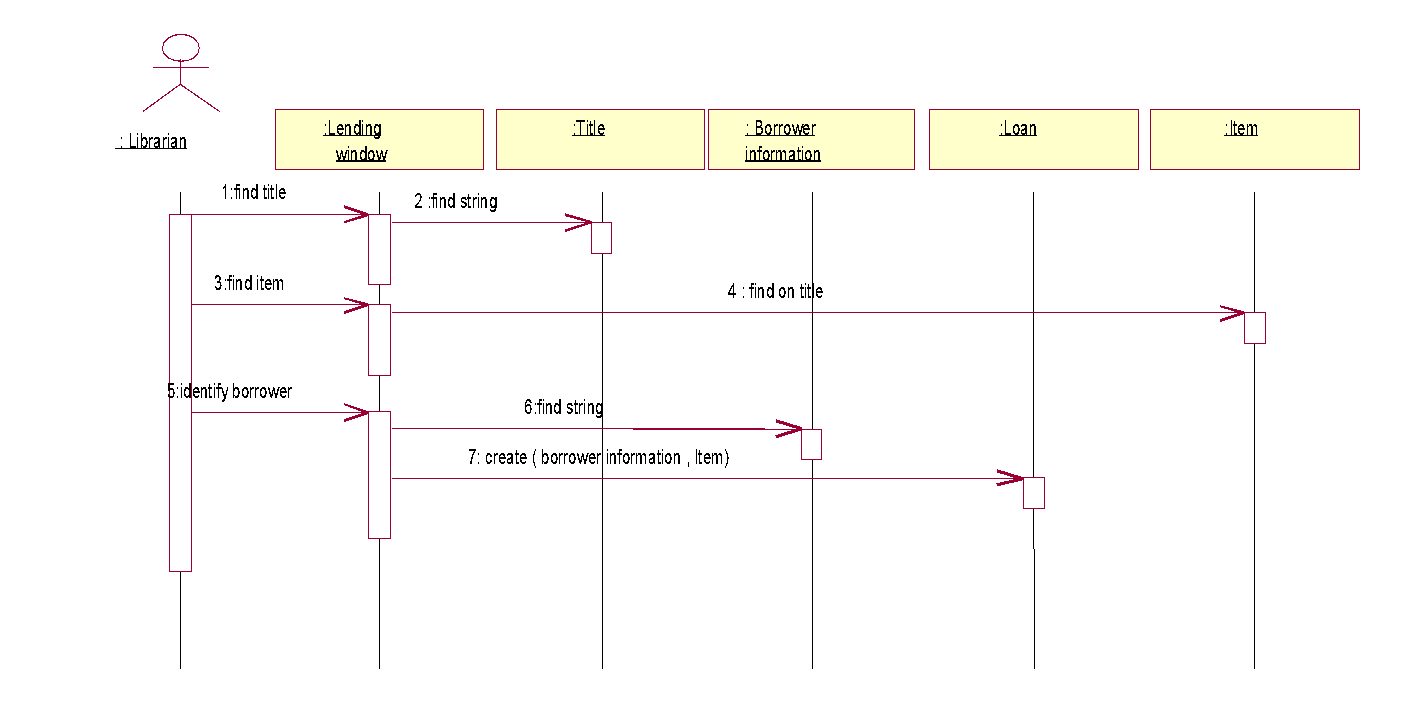 : Librarian
:Lending
window
:Title
: Borrower
information
:Loan
:Item
1:find title
2 :find string
3:find item
4 : find on title
5:identify borrower
6:find string
7: create ( borrower information , Item)